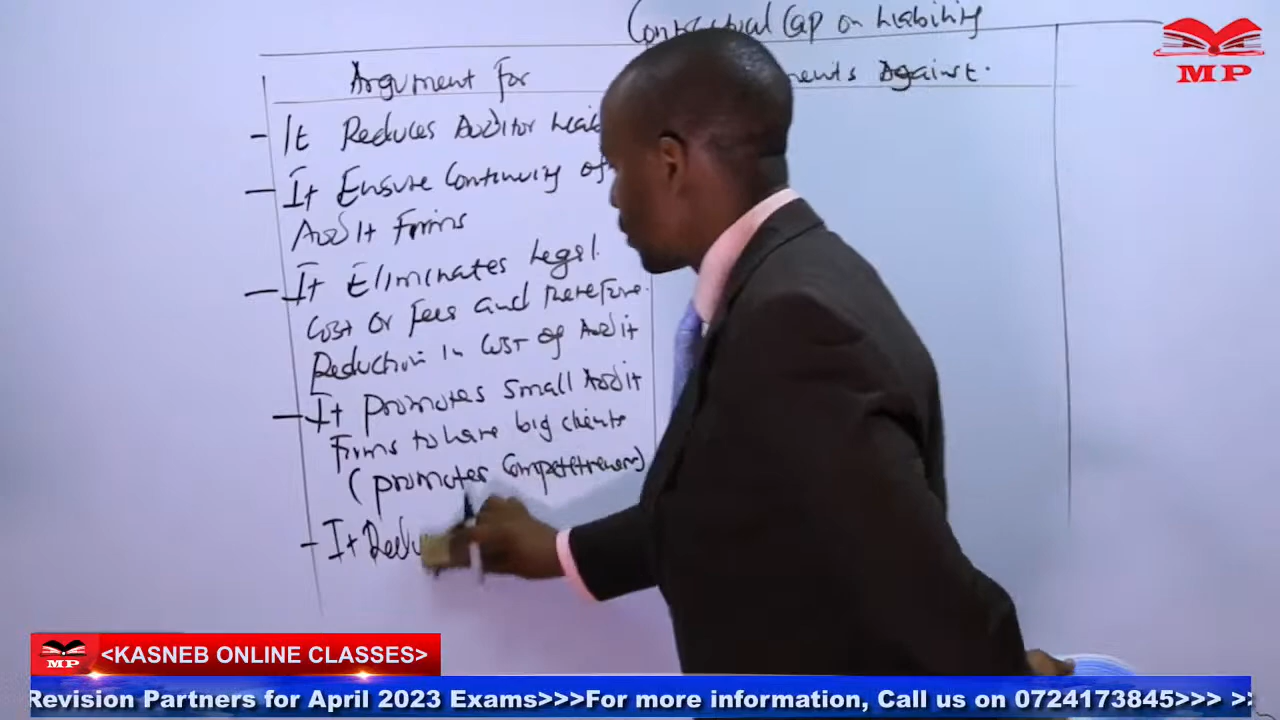 Contractual Cap on Liability
Argument For
ments Against.
- It Reduces Auditor Liabi
- It Ensure Continuity of
Audit Firms
- It Eliminates Legal
Cost or Fees and therefore
Reduction in Cost of Audit
- It promotes small Audit
Firms to have big clients
(promotes
- It Redu
MP
MP
<KASNEB ONLINE CLASSES>
Revision Partners for April 2023 Exams>>>For more information, Call us on 0724173845>>> >>